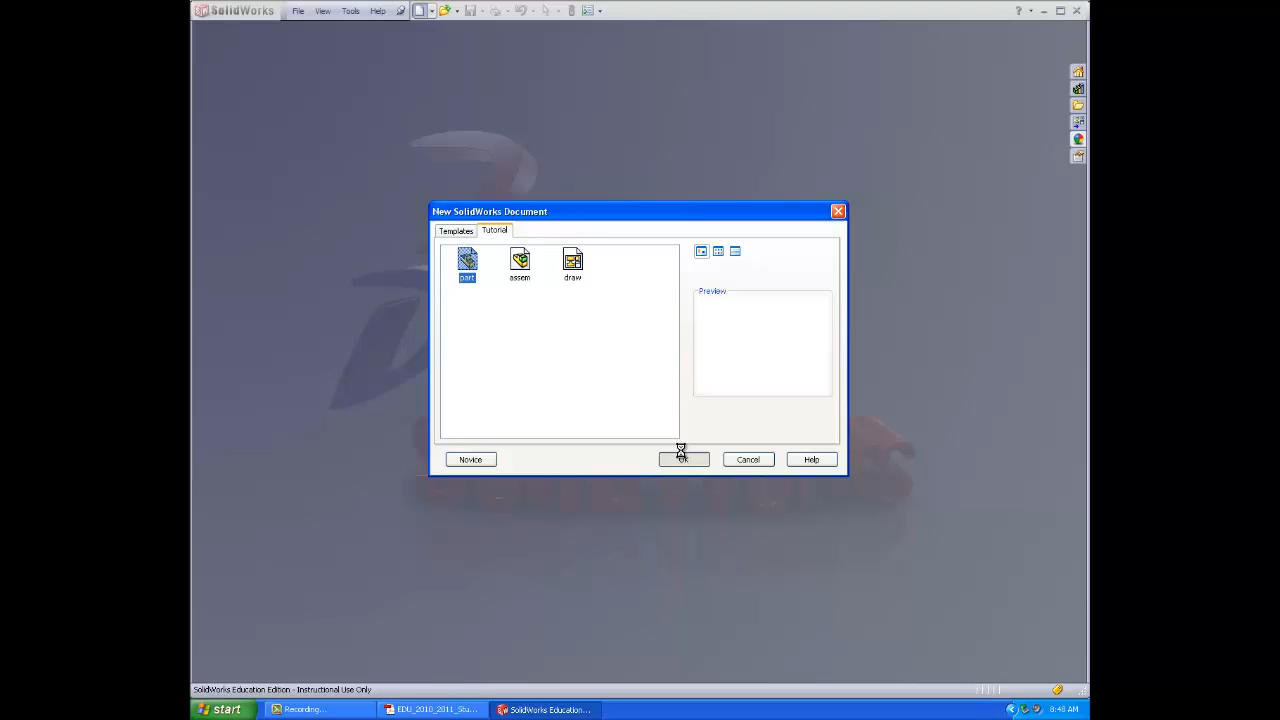 SolidWorks File View Tools Help
New SolidWorks Document
Templates Tutorial
part assem draw
Preview
Novice OK Cancel Help
SolidWorks Education Edition - Instructional Use Only
start Recording... EDU_2010_2011_Stu... SolidWorks Education... 8:48 AM